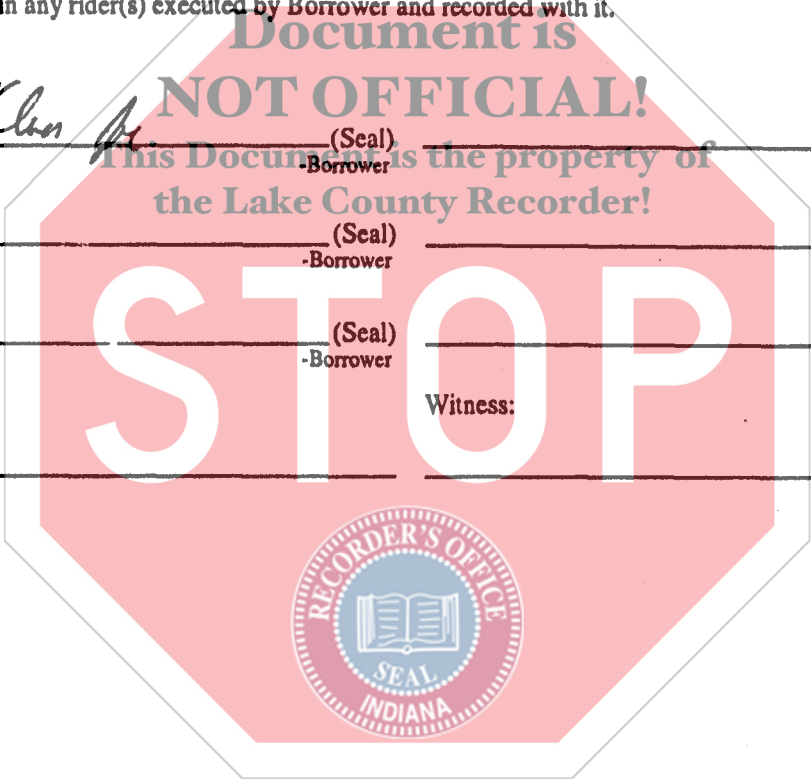 n any rider(s) executed by Borrower and recorded with it.
Document is
NOT OFFICIAL!
(Seal)
This Document is the property of
-Borrower
the Lake County Recorder!
(Seal)
-Borrower
STOP
(Seal)
-Borrower
Witness:
RECORDER'S OFFICE
SEAL
INDIANA